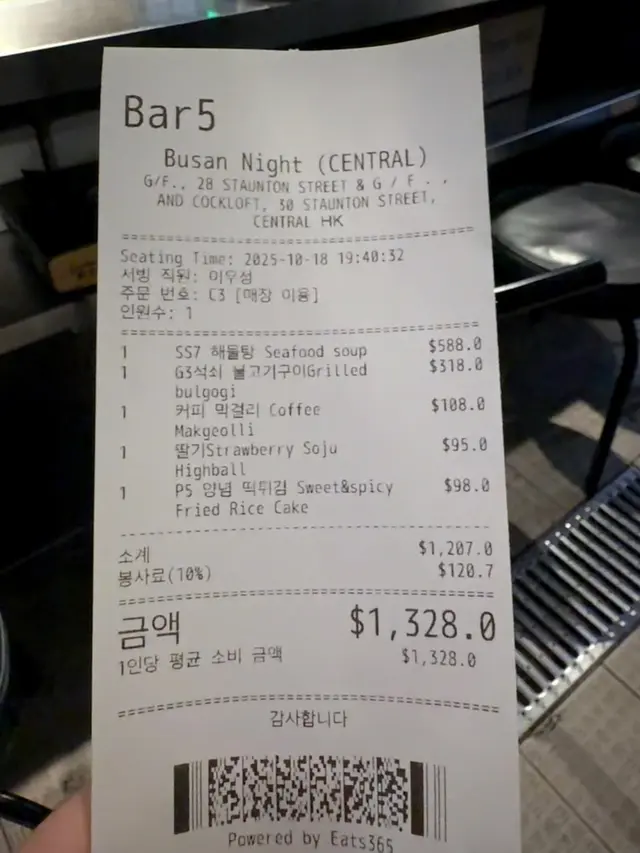 Bar5
Busan Night (CENTRAL)
G/F., 28 STAUNTON STREET & G / F . ,
AND COCKLOFT, 30 STAUNTON STREET,
CENTRAL HK
Seating Time: 2025-10-18 19:40:32
서빙 직원: 이우성
주문 번호: C3 [매장 이용]
인원수: 1
1 SS7 해물탕 Seafood soup $588.0
1 G3석쇠 불고기구이Grilled $318.0
bulgogi
1 커피 막걸리 Coffee $108.0
Makgeolli
1 딸기Strawberry Soju $95.0
Highball
1 P5 양념 떡튀김 Sweet&spicy $98.0
Fried Rice Cake
소계 $1,207.0
봉사료(10%) $120.7
금액 $1,328.0
1인당 평균 소비 금액 $1,328.0
감사합니다
Powered by Eats365